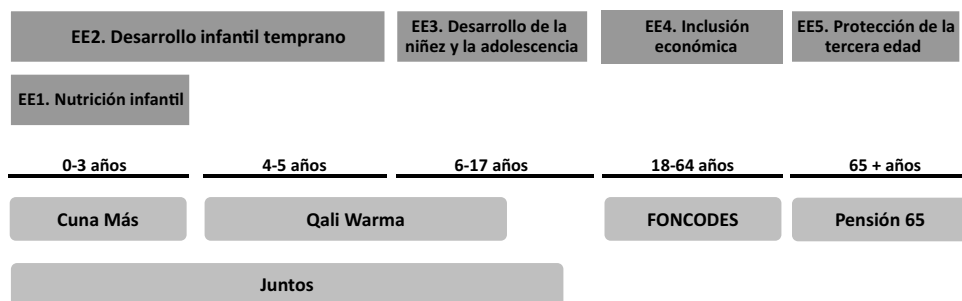 EE2. Desarrollo infantil temprano
EE3. Desarrollo de la
niñez y la adolescencia
EE4. Inclusión
económica
EE5. Protección de la
tercera edad
EE1. Nutrición infantil
0-3 años
4-5 años
6-17 años
18-64 años
65 + años
Cuna Más
Qali Warma
FONCODES
Pensión 65
Juntos